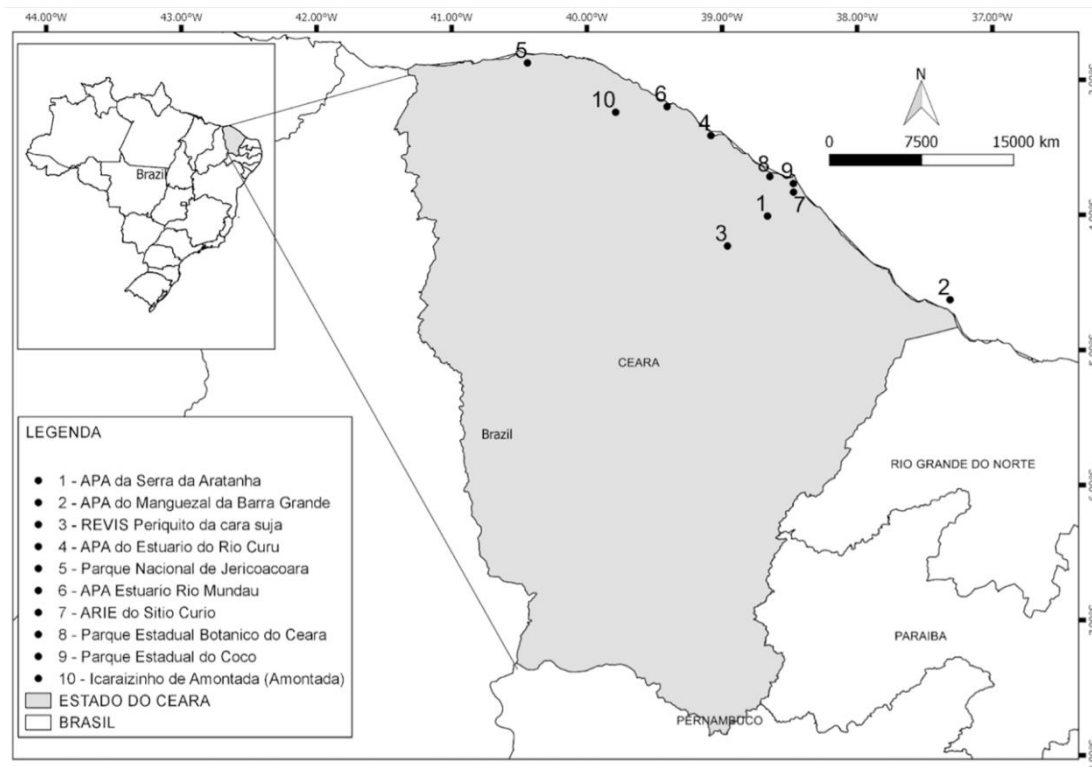 44.00°W 43.00°W 42.00°W 41.00°W 40.00°W 39.00°W 38.00°W 37.00°W
5
6
10
4
8
9
7
1
3
2
N
0 7500 15000 km
Brazil
CEARA
Brazil
RIO GRANDE DO NORTE
PARAIBA
PERNAMBUCO
LEGENDA
1 - APA da Serra da Aratanha
2 - APA do Manguezal da Barra Grande
3 - REVIS Periquito da cara suja
4 - APA do Estuario do Rio Curu
5 - Parque Nacional de Jericoacoara
6 - APA Estuario Rio Mundau
7 - ARIE do Sitio Curio
8 - Parque Estadual Botanico do Ceara
9 - Parque Estadual do Coco
10 - Icaraizinho de Amontada (Amontada)
ESTADO DO CEARA
BRASIL